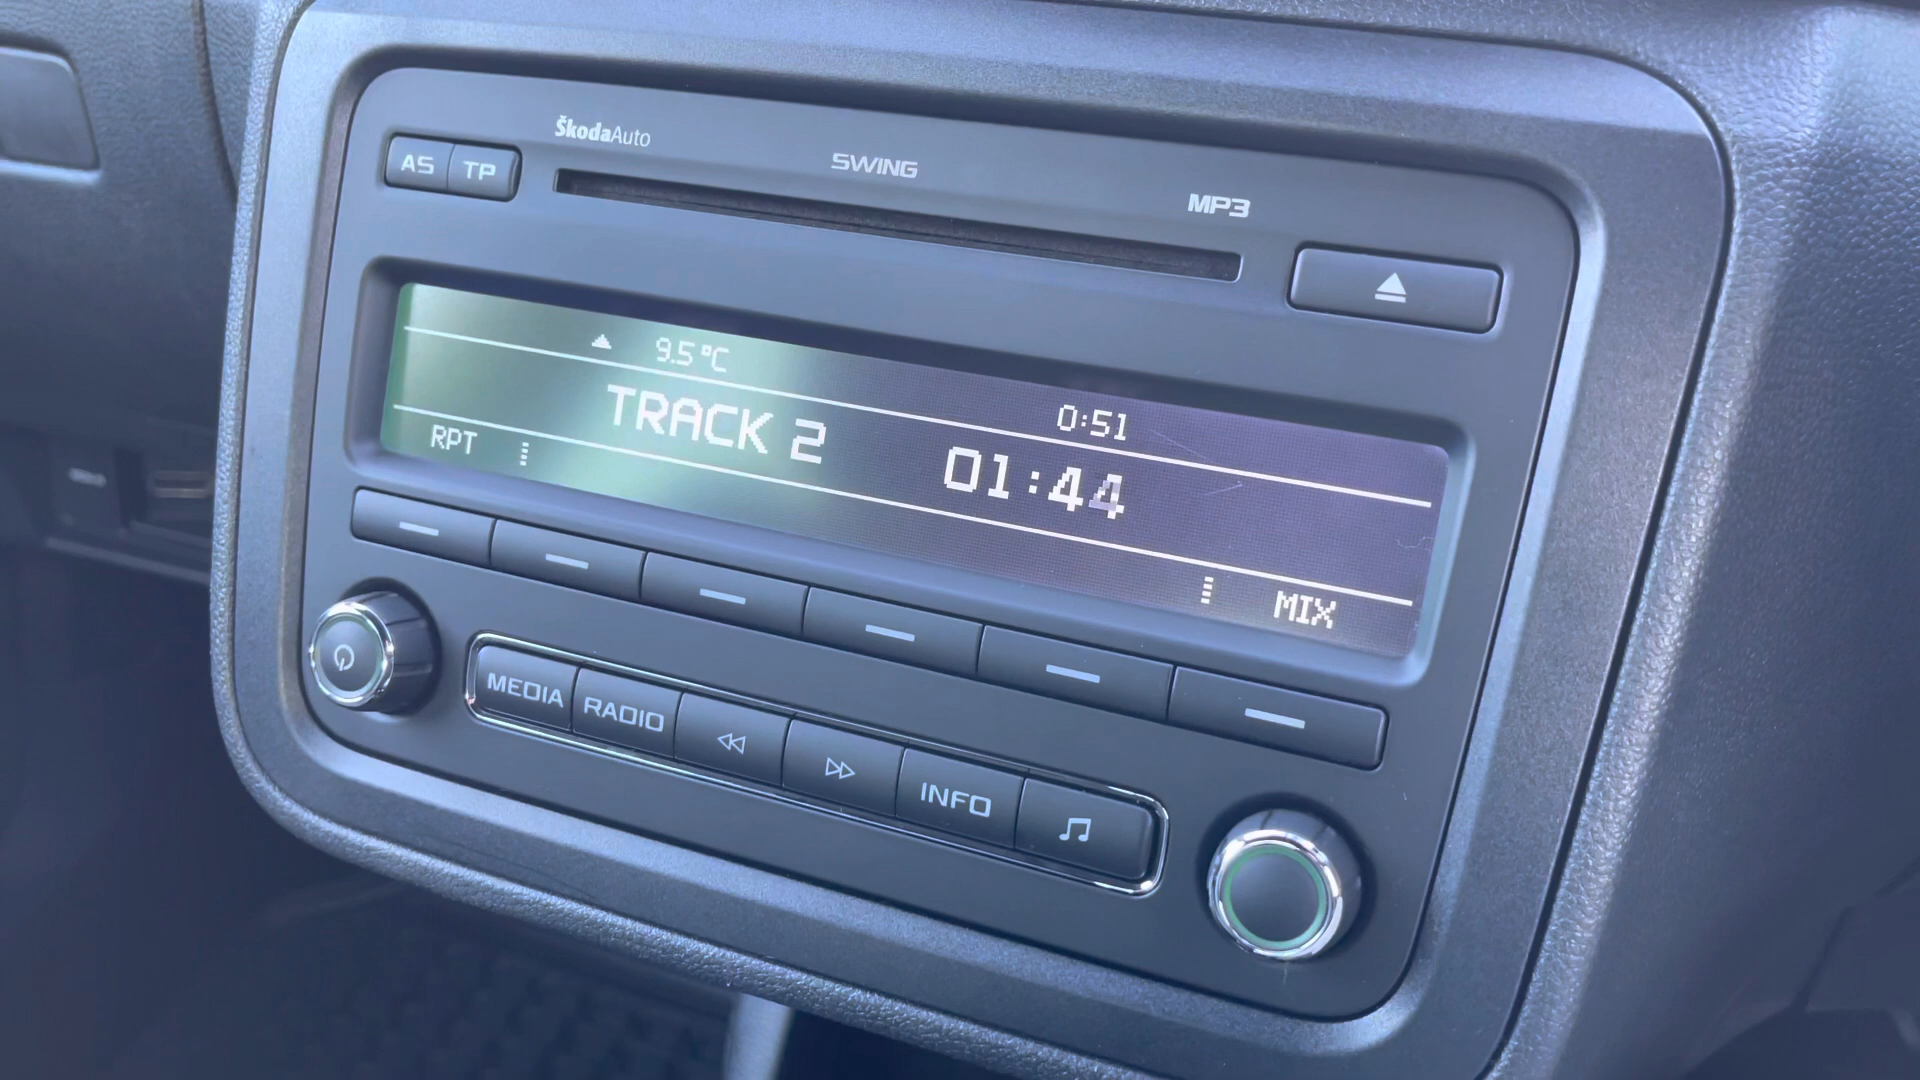 ŠkodaAuto
SWING
MP3
AS TP
9.5°C
0:51
TRACK 2 01:44
RPT
MIX
MEDIA RADIO INFO